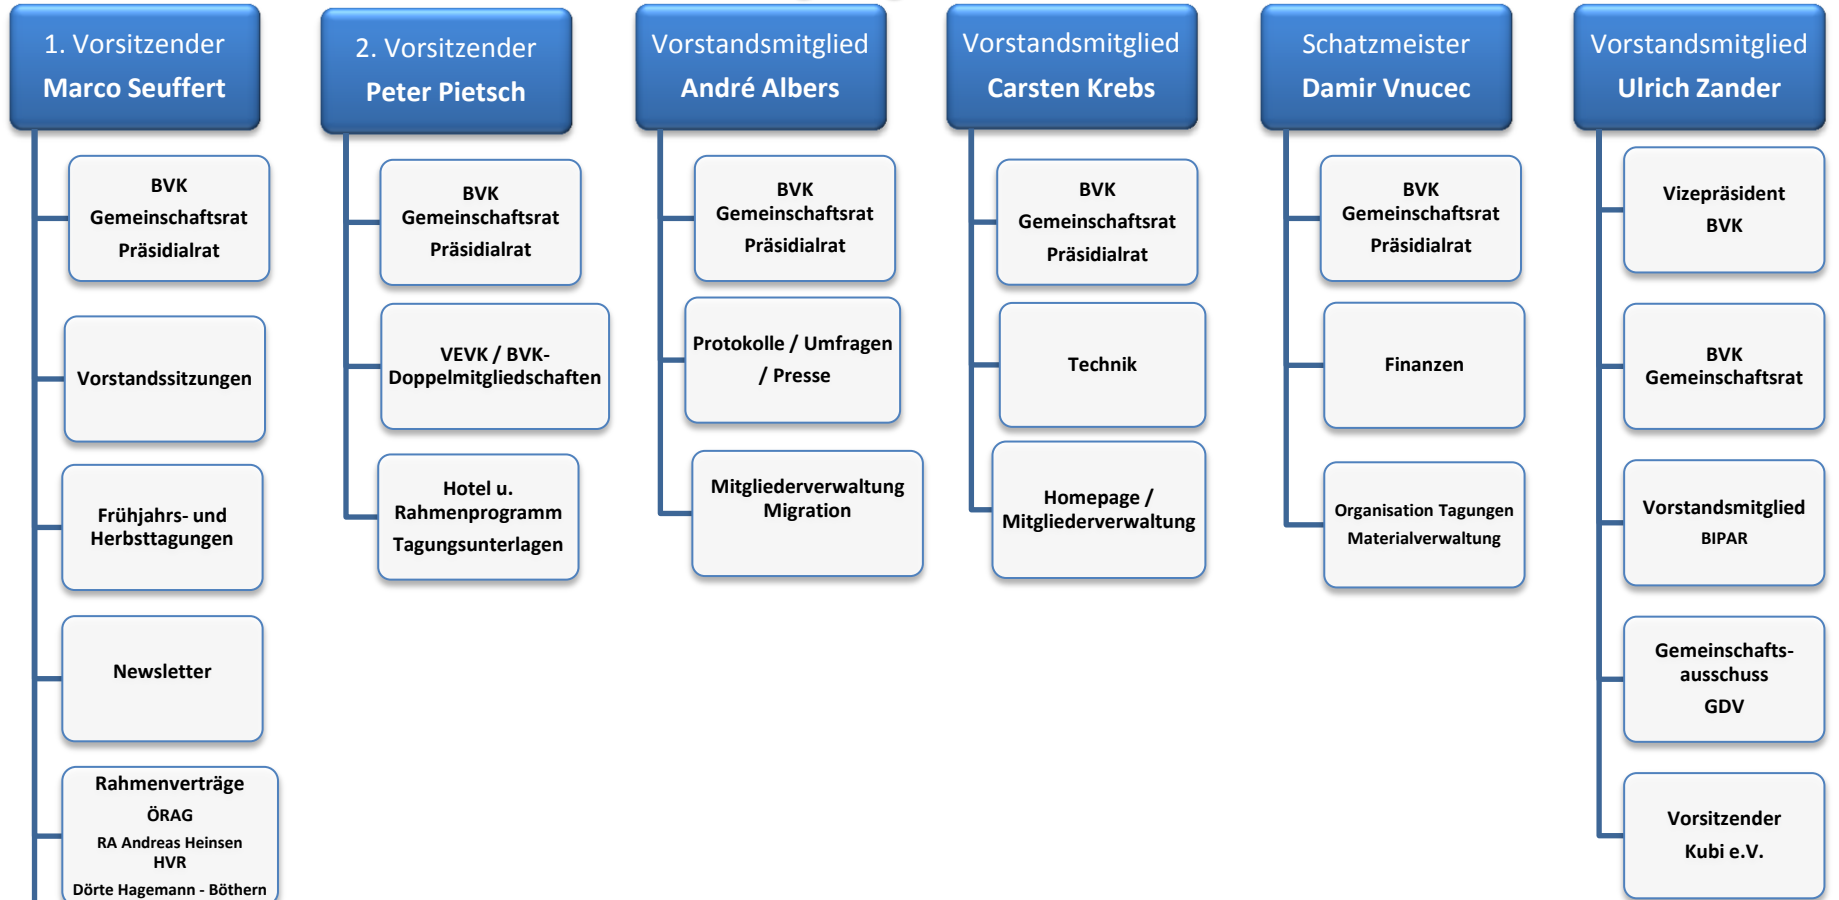 1. Vorsitzender
Marco Seuffert
BVK
Gemeinschaftsrat
Präsidialrat
Vorstandssitzungen
Frühjahrs- und
Herbsttagungen
Newsletter
Rahmenverträge
ÖRAG
RA Andreas Heinsen
HVR
Dörte Hagemann - Böthern
2. Vorsitzender
Peter Pietsch
BVK
Gemeinschaftsrat
Präsidialrat
VEVK / BVK-
Doppelmitgliedschaften
Hotel u.
Rahmenprogramm
Tagungsunterlagen
Vorstandsmitglied
André Albers
BVK
Gemeinschaftsrat
Präsidialrat
Protokolle / Umfragen
/ Presse
Mitgliederverwaltung
Migration
Vorstandsmitglied
Carsten Krebs
BVK
Gemeinschaftsrat
Präsidialrat
Technik
Homepage /
Mitgliederverwaltung
Schatzmeister
Damir Vnucec
BVK
Gemeinschaftsrat
Präsidialrat
Finanzen
Organisation Tagungen
Materialverwaltung
Vorstandsmitglied
Ulrich Zander
Vizepräsident
BVK
BVK
Gemeinschaftsrat
Vorstandsmitglied
BIPAR
Gemeinschafts-
ausschuss
GDV
Vorsitzender
Kubi e.V.